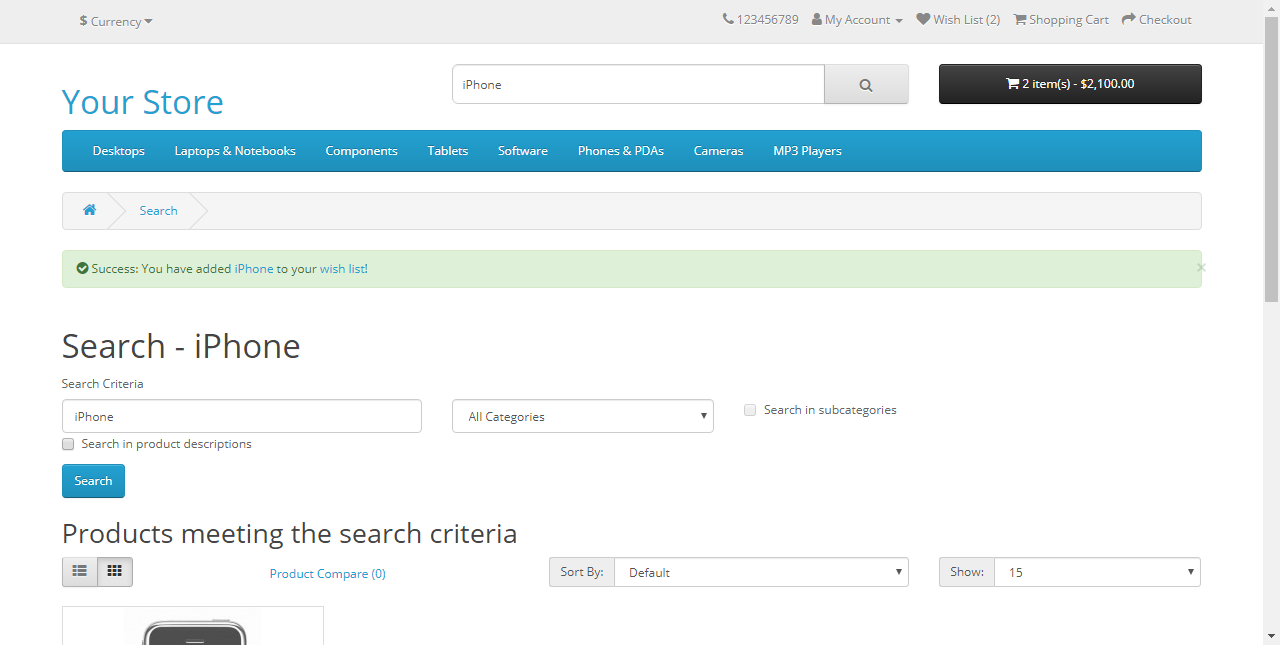 $ Currency
123456789 My Account Wish List (2) Shopping Cart Checkout
Your Store
iPhone
2 item(s) - $2,100.00
Desktops Laptops & Notebooks Components Tablets Software Phones & PDAs Cameras MP3 Players
Search
Success: You have added iPhone to your wish list!
×
Search - iPhone
Search Criteria
iPhone
All Categories
Search in subcategories
Search in product descriptions
Search
Products meeting the search criteria
Product Compare (0)
Sort By: Default
Show: 15